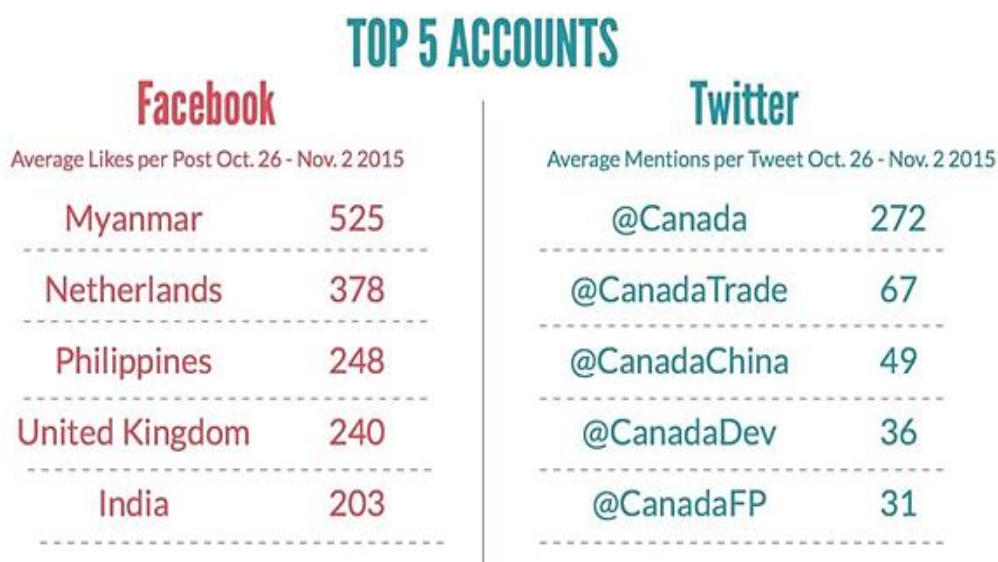 TOP 5 ACCOUNTS
Facebook
Average Likes per Post Oct. 26 - Nov. 2 2015
Myanmar 525
Netherlands 378
Philippines 248
United Kingdom 240
India 203
Twitter
Average Mentions per Tweet Oct. 26 - Nov. 2 2015
@Canada 272
@CanadaTrade 67
@CanadaChina 49
@CanadaDev 36
@CanadaFP 31